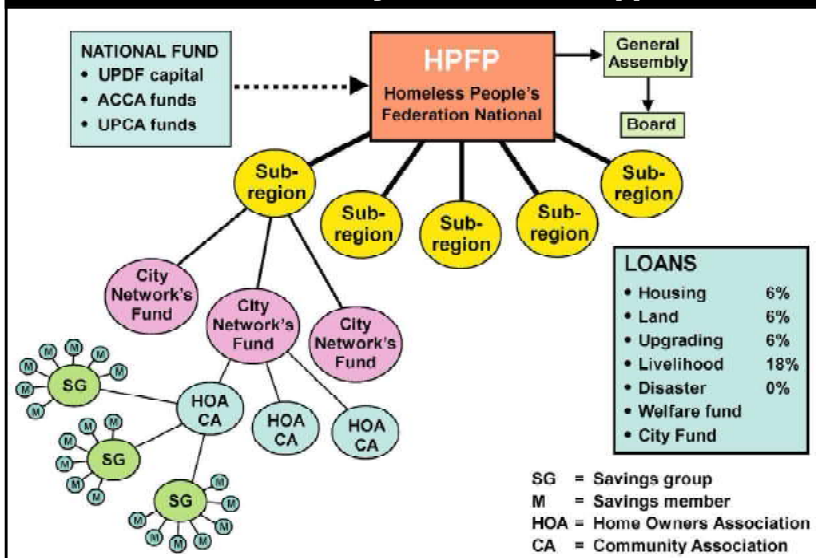 NATIONAL FUND
• UPDF capital
• ACCA funds
• UPCA funds
HPFP
Homeless People's
Federation National
General
Assembly
Board
Sub-
region
Sub-
region
Sub-
region
Sub-
region
Sub-
region
City
Network's
Fund
City
Network's
Fund
City
Network's
Fund
HOA
CA
HOA
CA
HOA
CA
SG
M
M
M
M
M
M
M
M
SG
M
M
M
M
M
M
M
SG
M
M
M
M
M
M
M
LOANS
• Housing 6%
• Land 6%
• Upgrading 6%
• Livelihood 18%
• Disaster 0%
• Welfare fund
• City Fund
SG = Savings group
M = Savings member
HOA = Home Owners Association
CA = Community Association